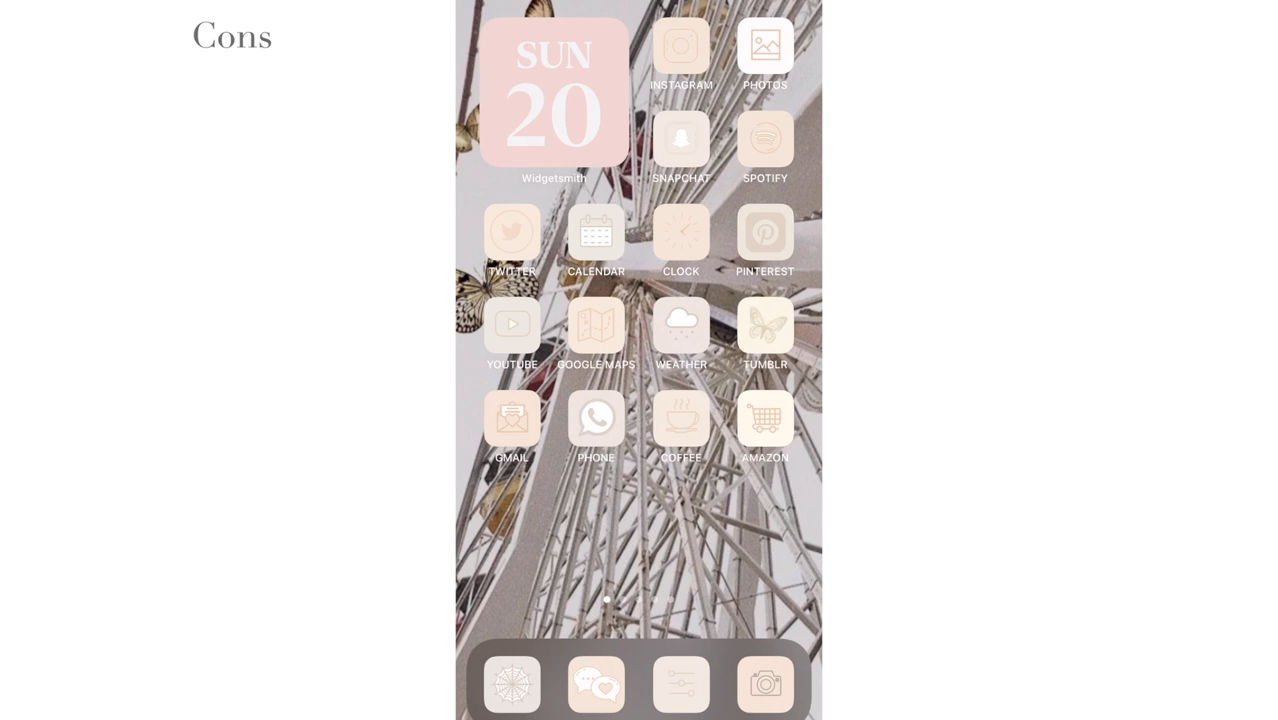 Cons
SUN
20
Widgetsmith
INSTAGRAM
PHOTOS
SNAPCHAT
SPOTIFY
TWITTER
CALENDAR
CLOCK
PINTEREST
YOUTUBE
GOOGLE MAPS
WEATHER
TUMBLR
GMAIL
PHONE
COFFEE
AMAZON